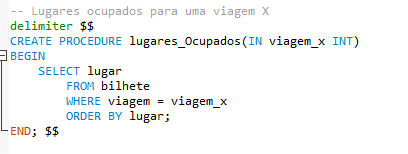 -- Lugares ocupados para uma viagem X
delimiter $$
CREATE PROCEDURE lugares_Ocupados(IN viagem_x INT)
BEGIN
    SELECT lugar
        FROM bilhete
        WHERE viagem = viagem_x
        ORDER BY lugar;
END; $$